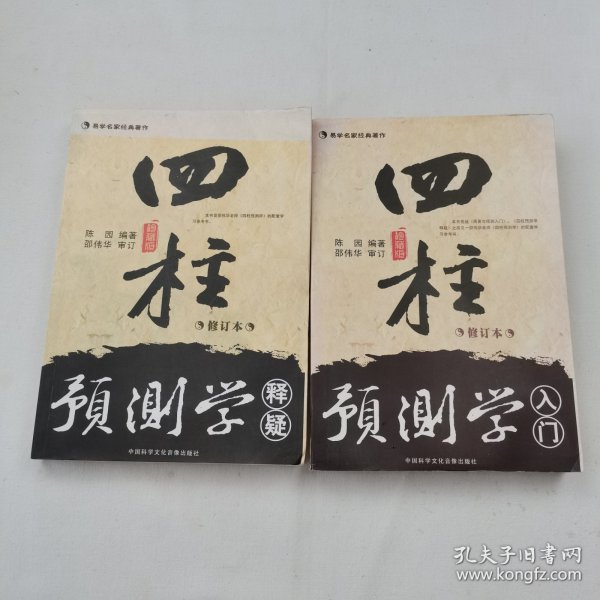 易学名家经典著作
四柱
陈园 编著
邵伟华 审订
珍藏版
修订本
預測学
释疑
中国科学文化音像出版社
易学名家经典著作
四柱
陈园 编著
邵伟华 审订
珍藏版
修订本
預測学
入门
中国科学文化音像出版社
孔夫子旧书网
www.kongfz.com